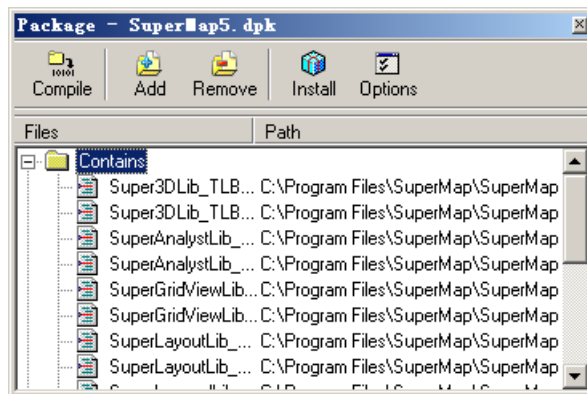 Package - SuperMap5.dpk
Compile Add Remove Install Options
Files Path
Contains
Super3DLib_TLB... C:\Program Files\SuperMap\SuperMap
Super3DLib_TLB... C:\Program Files\SuperMap\SuperMap
SuperAnalystLib_... C:\Program Files\SuperMap\SuperMap
SuperAnalystLib_... C:\Program Files\SuperMap\SuperMap
SuperGridViewLib... C:\Program Files\SuperMap\SuperMap
SuperGridViewLib... C:\Program Files\SuperMap\SuperMap
SuperLayoutLib_... C:\Program Files\SuperMap\SuperMap
SuperLayoutLib_... C:\Program Files\SuperMap\SuperMap